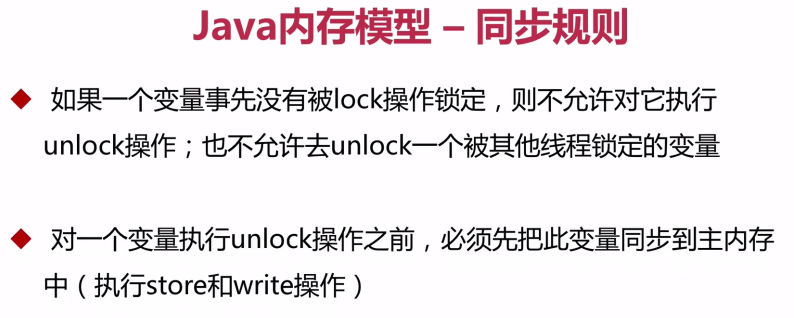 Java内存模型 – 同步规则
◆ 如果一个变量事先没有被lock操作锁定，则不允许对它执行
unlock操作；也不允许去unlock一个被其他线程锁定的变量
◆ 对一个变量执行unlock操作之前，必须先把此变量同步到主内存
中（执行store和write操作）